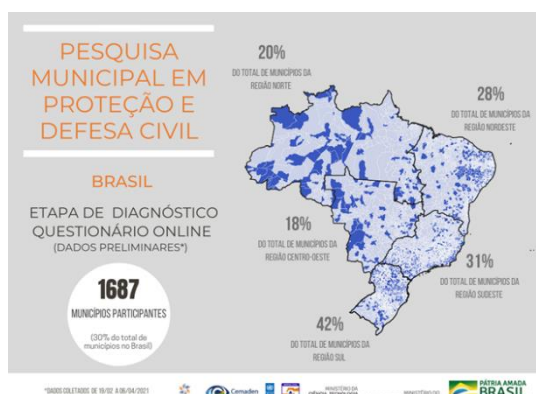 PESQUISA
MUNICIPAL EM
PROTEÇÃO E
DEFESA CIVIL
BRASIL
ETAPA DE DIAGNÓSTICO
QUESTIONÁRIO ONLINE
(DADOS PRELIMINARES*)
1687
MUNICÍPIOS PARTICIPANTES
(30% do total de
municípios no Brasil)
20%
DO TOTAL DE MUNICÍPIOS DA
REGIÃO NORTE
28%
DO TOTAL DE MUNICÍPIOS DA
REGIÃO NORDESTE
18%
DO TOTAL DE MUNICÍPIOS DA
REGIÃO CENTRO-OESTE
31%
DO TOTAL DE MUNICÍPIOS DA
REGIÃO SUDESTE
42%
DO TOTAL DE MUNICÍPIOS DA
REGIÃO SUL
*DADOS COLETADOS DE 19/02 A 06/04/2021
Cemaden
MINISTÉRIO DA
MINISTÉRIO DO
PÁTRIA AMADA
BRASIL